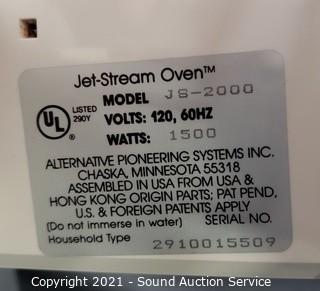 Jet-Stream Oven™
MODEL JS-2000
UL LISTED 290Y
VOLTS: 120, 60HZ
WATTS: 1500
ALTERNATIVE PIONEERING SYSTEMS INC.
CHASKA, MINNESOTA 55318
ASSEMBLED IN USA FROM USA &
HONG KONG ORIGIN PARTS; PAT PEND,
U.S. & FOREIGN PATENTS APPLY
(Do not immerse in water) SERIAL NO.
Household Type 2910015509
Copyright 2021 - Sound Auction Service